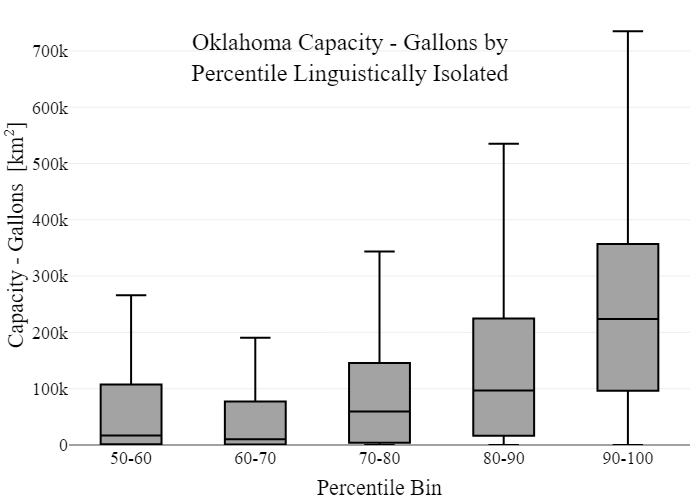 Oklahoma Capacity - Gallons by
Percentile Linguistically Isolated
Capacity - Gallons [km²]
700k
600k
500k
400k
300k
200k
100k
0
50-60 60-70 70-80 80-90 90-100
Percentile Bin